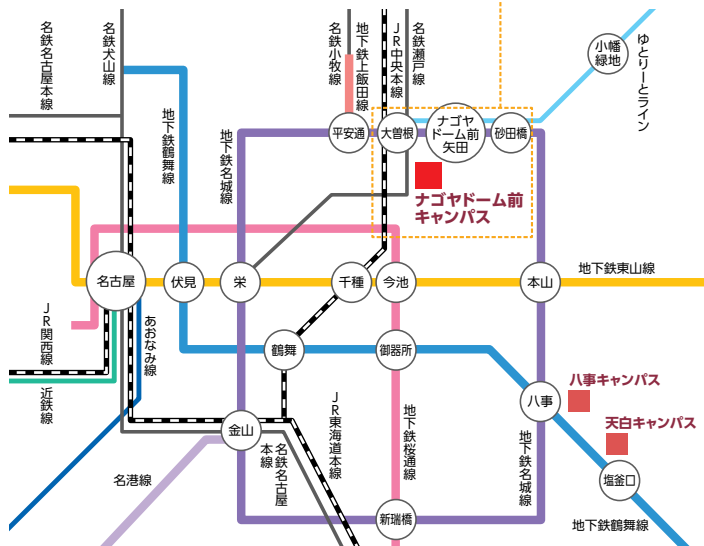 名鉄名古屋本線
名鉄犬山線
地下鉄鶴舞線
地下鉄名城線
名鉄小牧線
地下鉄上飯田線
JR中央本線
名鉄瀬戸線
小幡
緑地
ゆとりーとライン
平安通
大曽根
ナゴヤ
ドーム前
矢田
砂田橋
ナゴヤドーム前
キャンパス
名古屋
伏見
栄
千種
今池
本山
地下鉄東山線
JR関西線
近鉄線
あおなみ線
鶴舞
御器所
八事キャンパス
八事
天白キャンパス
金山
名港線
名鉄名古屋
本線
JR東海道本線
地下鉄桜通線
新瑞橋
地下鉄名城線
塩釜口
地下鉄鶴舞線